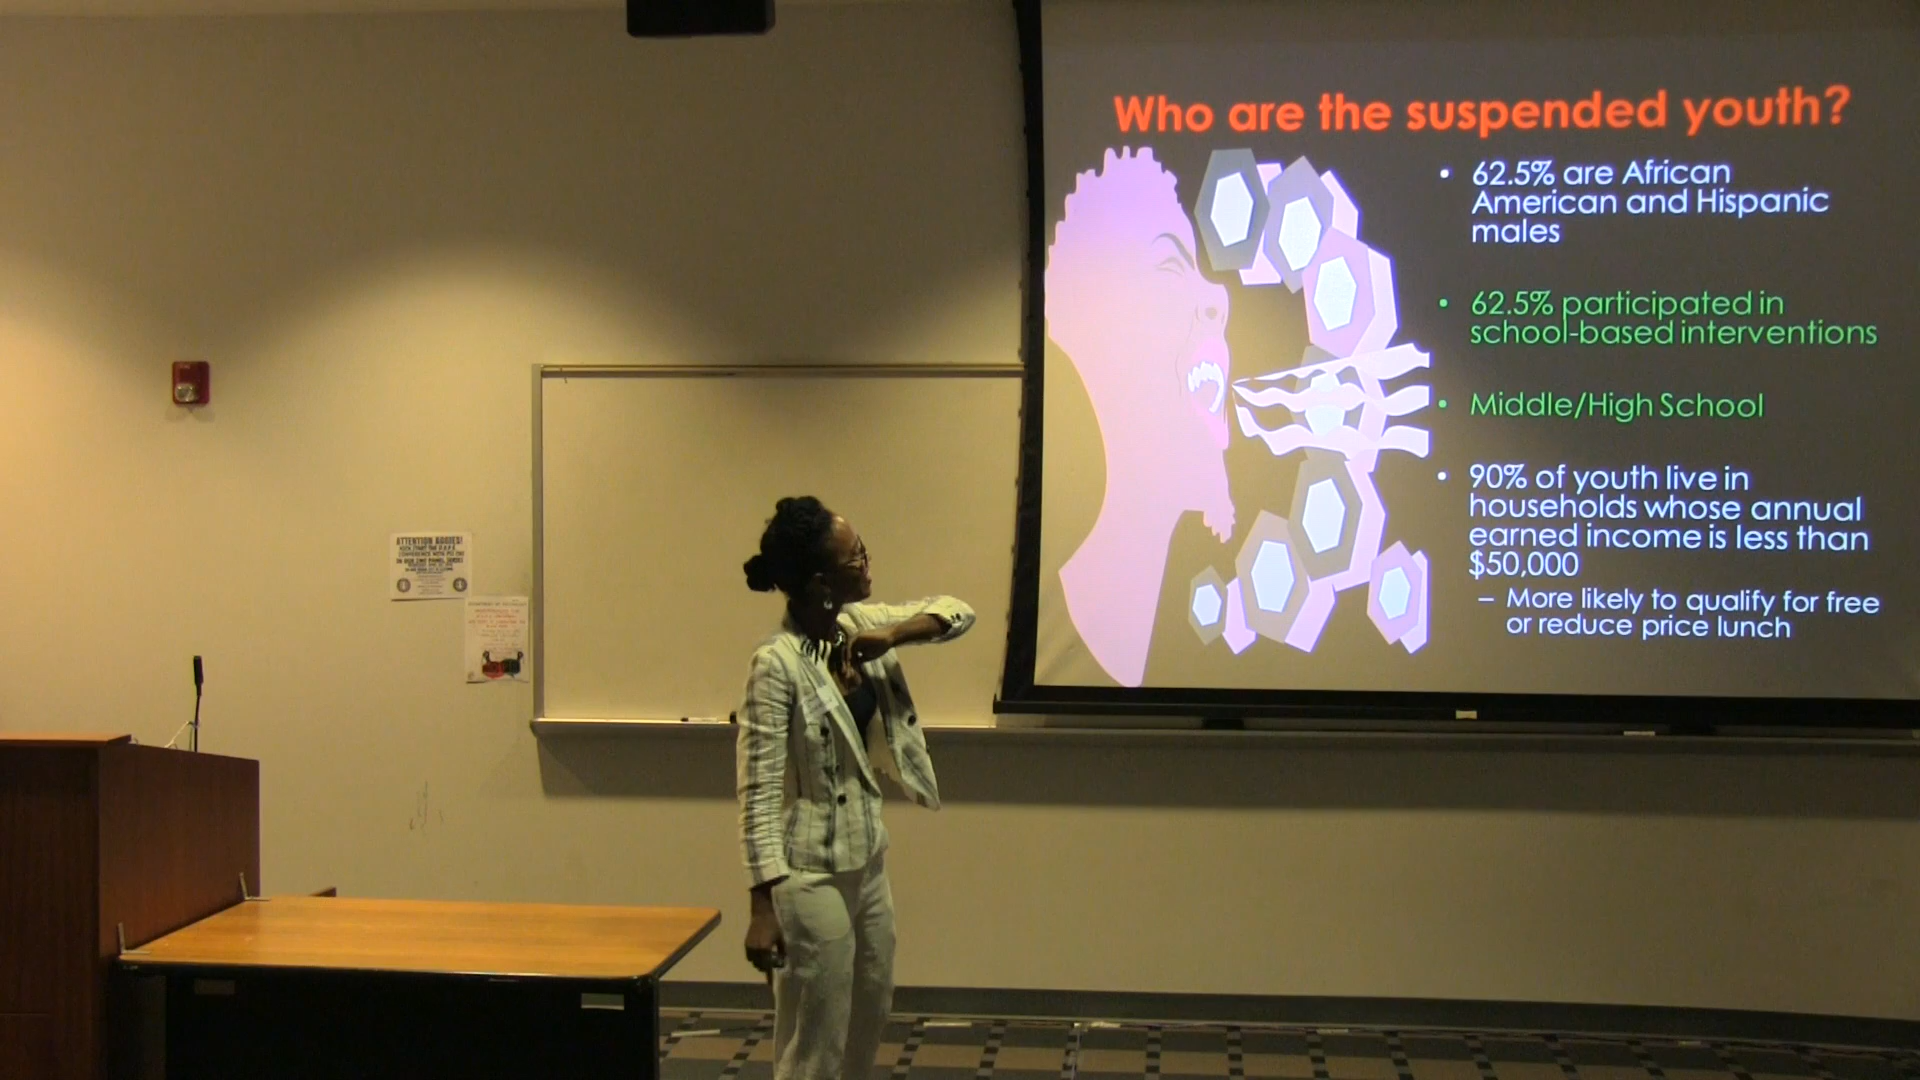 Who are the suspended youth?
• 62.5% are African
American and Hispanic
males
• 62.5% participated in
school-based interventions
• Middle/High School
• 90% of youth live in
households whose annual
earned income is less than
$50,000
– More likely to qualify for free
or reduce price lunch
ATTENTION